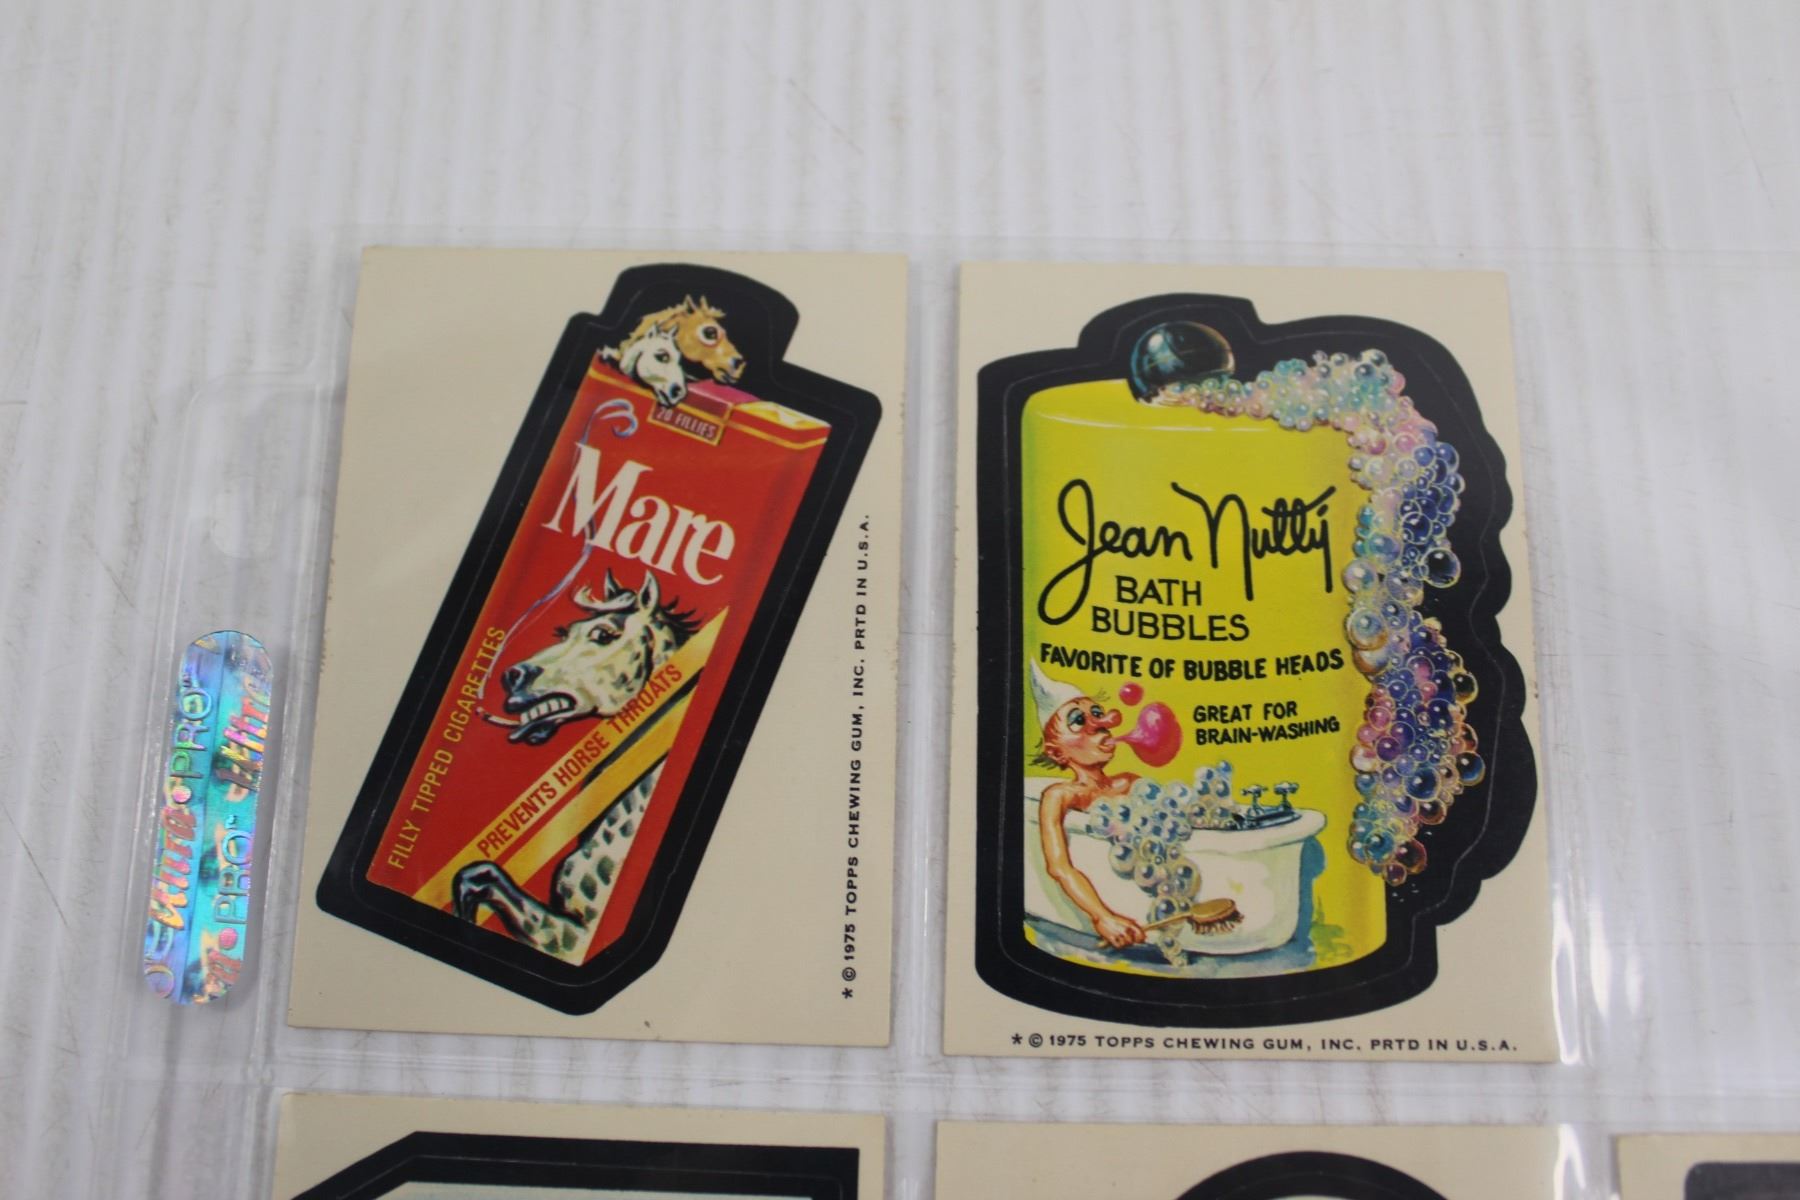 20 FILLIES
Mare
FILLY TIPPED CIGARETTES
PREVENTS HORSE THROATS
* © 1975 TOPPS CHEWING GUM, INC. PRTD IN U.S.A.
Jean Nutty
BATH
BUBBLES
FAVORITE OF BUBBLE HEADS
GREAT FOR
BRAIN-WASHING
* © 1975 TOPPS CHEWING GUM, INC. PRTD IN U.S.A.
Ultra•PRO
PRO